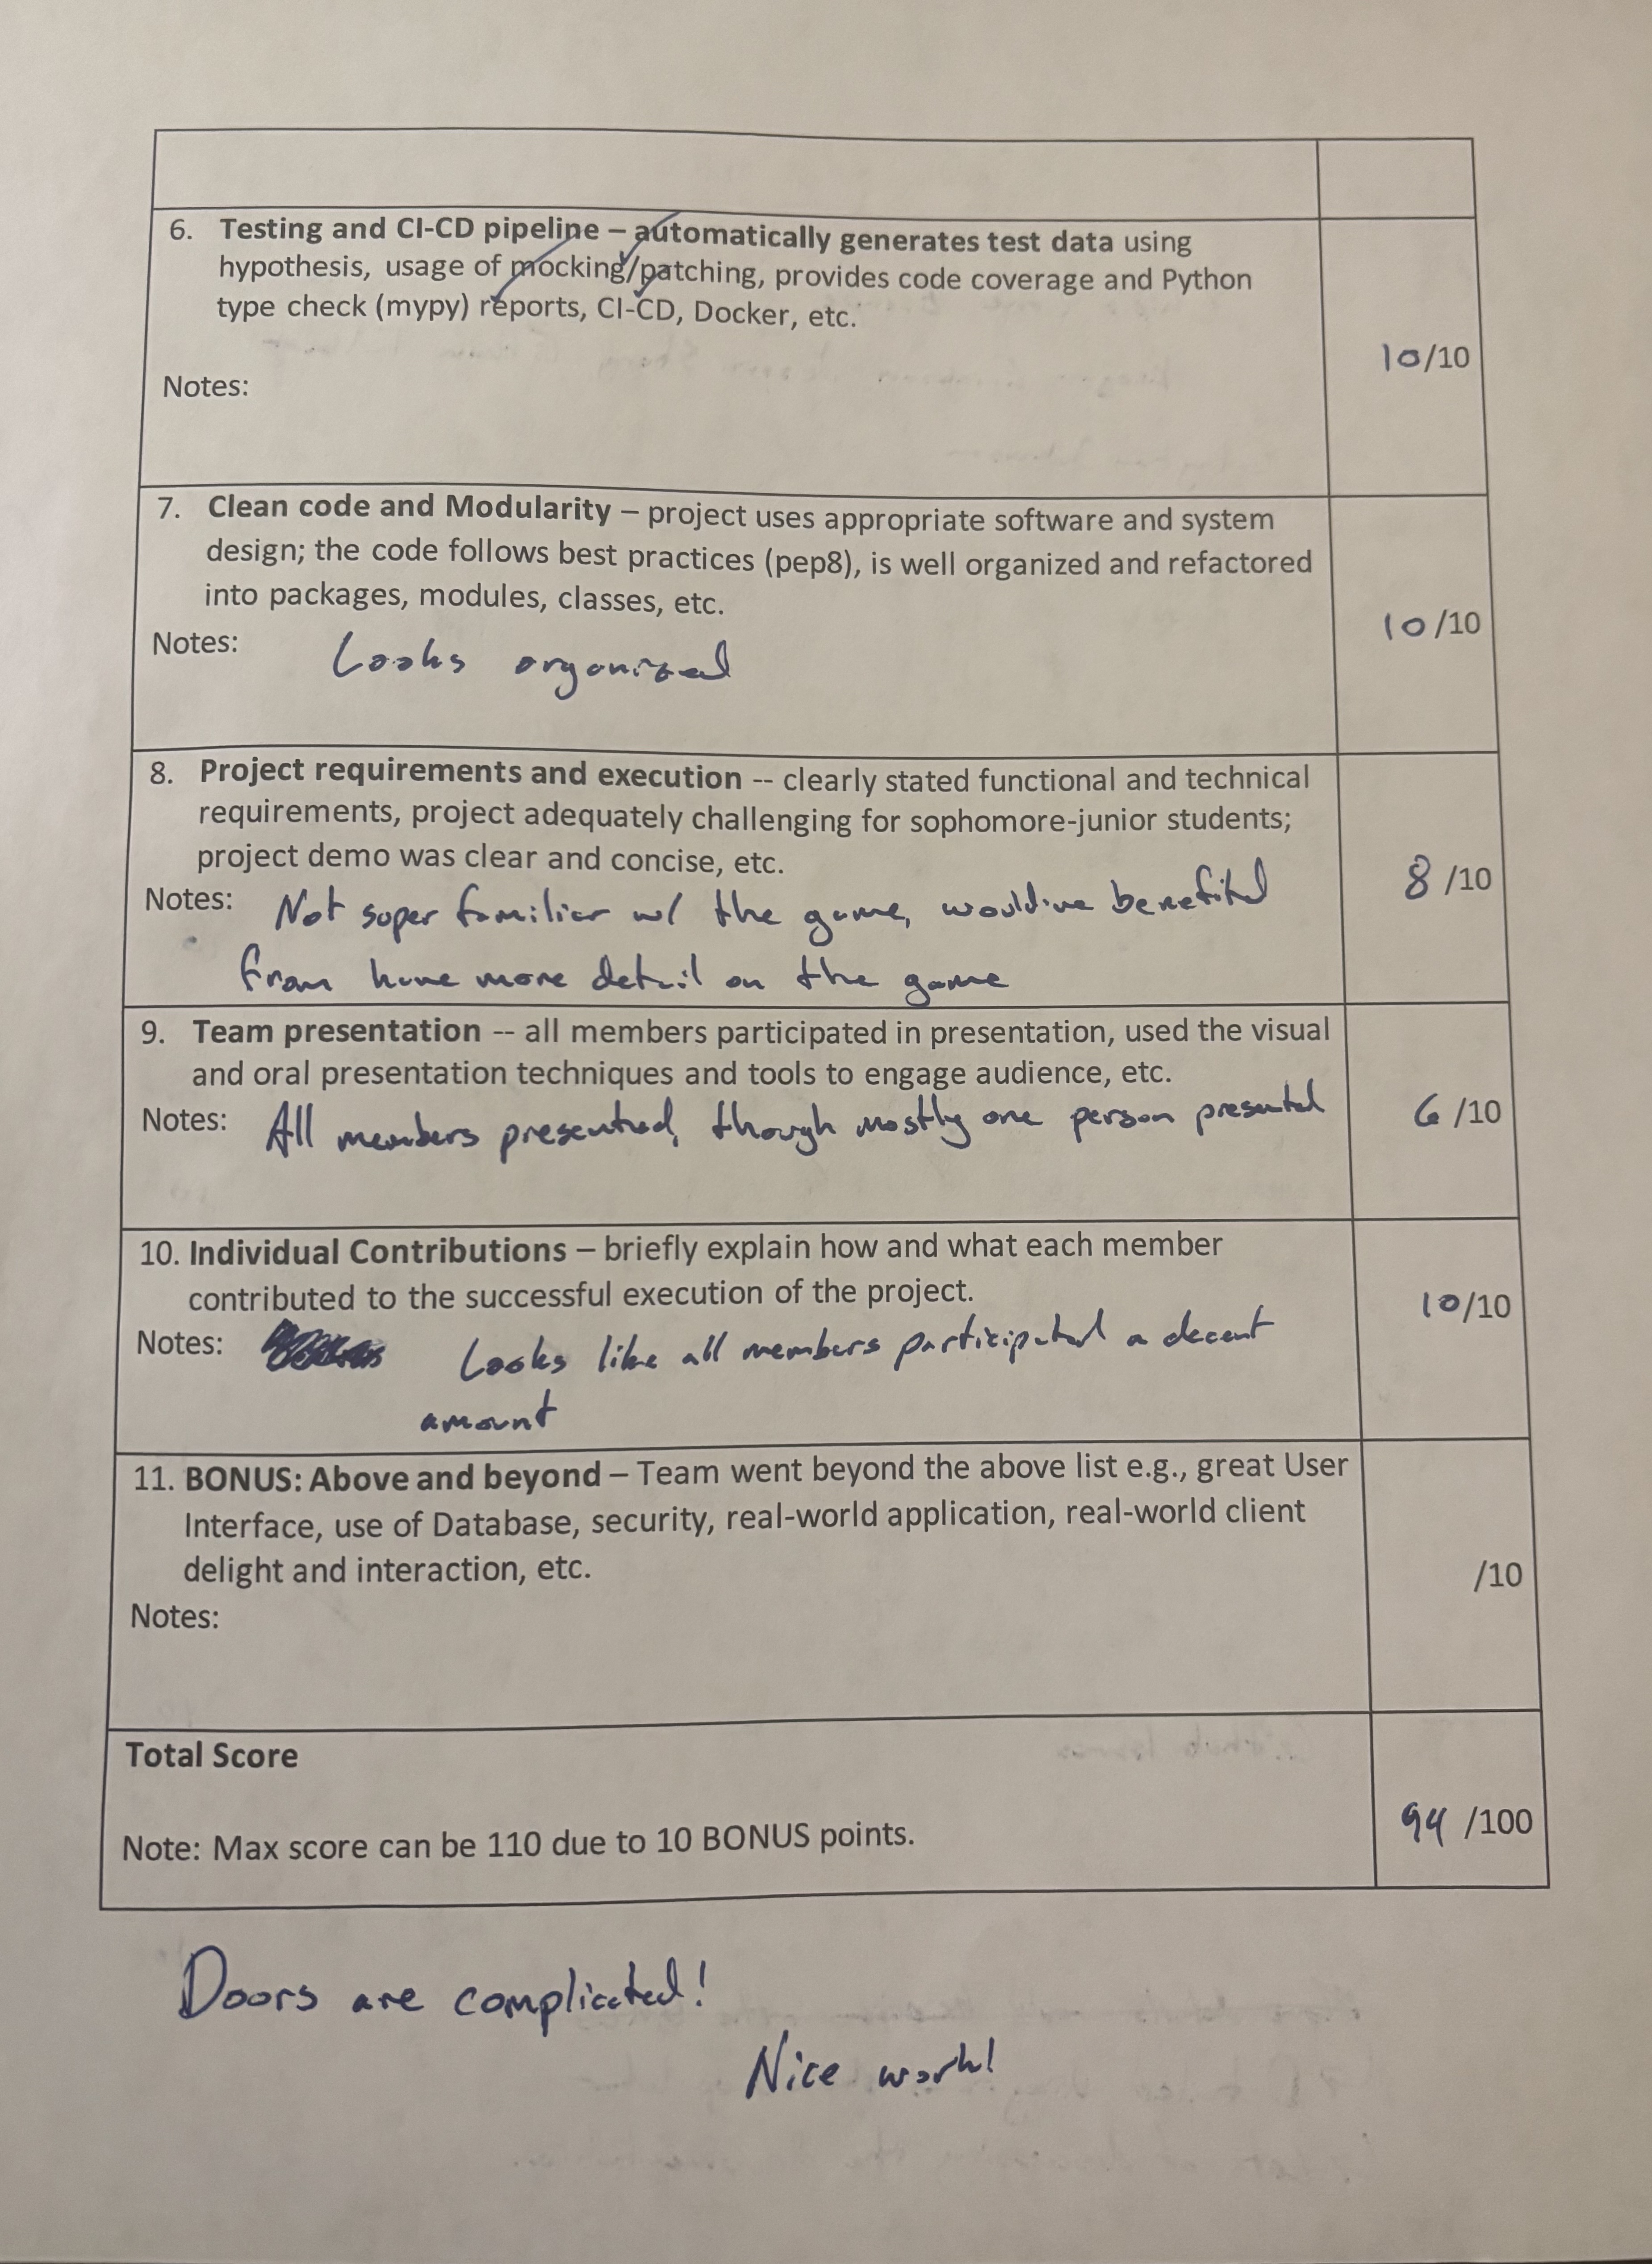 6. Testing and CI-CD pipeline – automatically generates test data using
hypothesis, usage of mocking/patching, provides code coverage and Python
type check (mypy) reports, CI-CD, Docker, etc.
10/10
Notes:
7. Clean code and Modularity – project uses appropriate software and system
design; the code follows best practices (pep8), is well organized and refactored
into packages, modules, classes, etc.
10/10
Notes: Looks organized
8. Project requirements and execution -- clearly stated functional and technical
requirements, project adequately challenging for sophomore-junior students;
project demo was clear and concise, etc.
8/10
Notes: Not super familiar w/ the game, would've benefited
from have more detail on the game
9. Team presentation -- all members participated in presentation, used the visual
and oral presentation techniques and tools to engage audience, etc.
6/10
Notes: All members presented, though mostly one person presented
10. Individual Contributions – briefly explain how and what each member
contributed to the successful execution of the project.
10/10
Notes: Looks like all members participated a decent
amount
11. BONUS: Above and beyond – Team went beyond the above list e.g., great User
Interface, use of Database, security, real-world application, real-world client
delight and interaction, etc.
/10
Notes:
Total Score
94/100
Note: Max score can be 110 due to 10 BONUS points.
Doors are complicated!
Nice work!